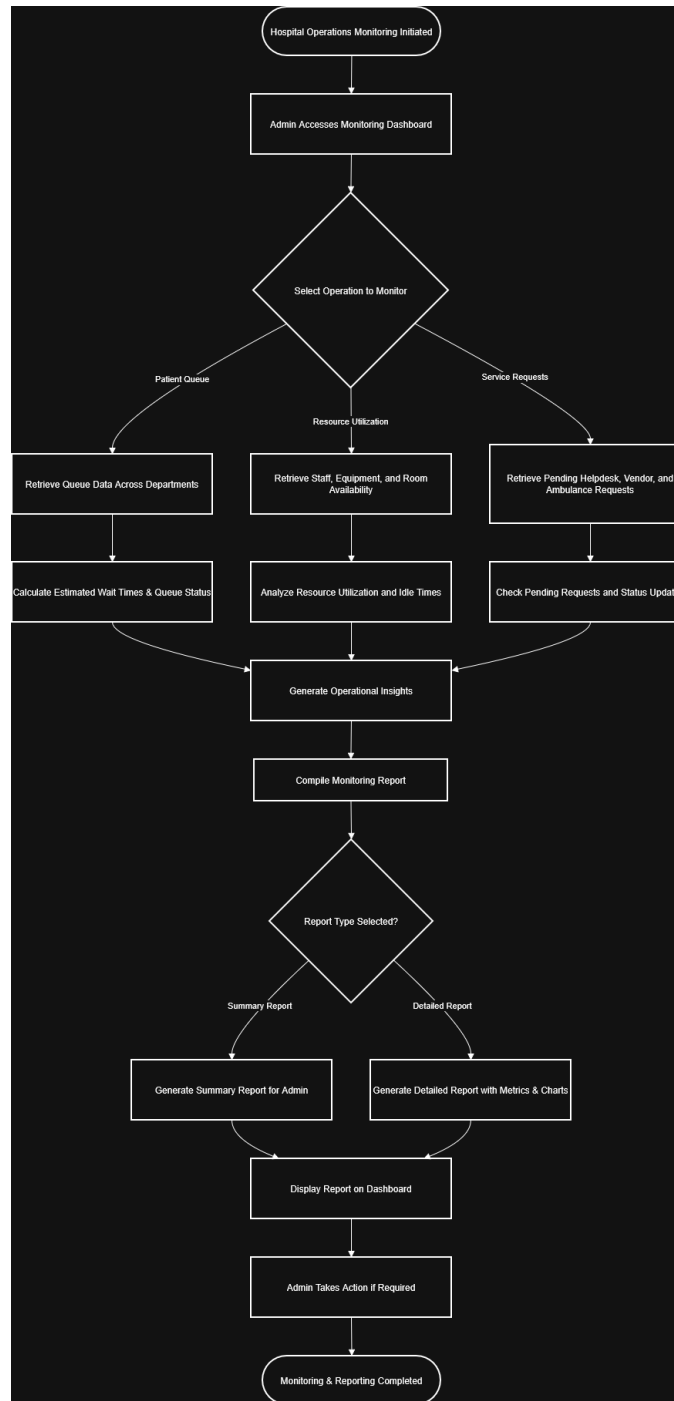 Hospital Operations Monitoring Initiated
Admin Accesses Monitoring Dashboard
Select Operation to Monitor
Patient Queue
Service Requests
Resource Utilization
Retrieve Queue Data Across Departments
Retrieve Staff, Equipment, and Room
Availability
Retrieve Pending Helpdesk, Vendor, and
Ambulance Requests
Calculate Estimated Wait Times & Queue Status
Analyze Resource Utilization and Idle Times
Check Pending Requests and Status Updat
Generate Operational Insights
Compile Monitoring Report
Report Type Selected?
Summary Report
Detailed Report
Generate Summary Report for Admin
Generate Detailed Report with Metrics & Charts
Display Report on Dashboard
Admin Takes Action if Required
Monitoring & Reporting Completed